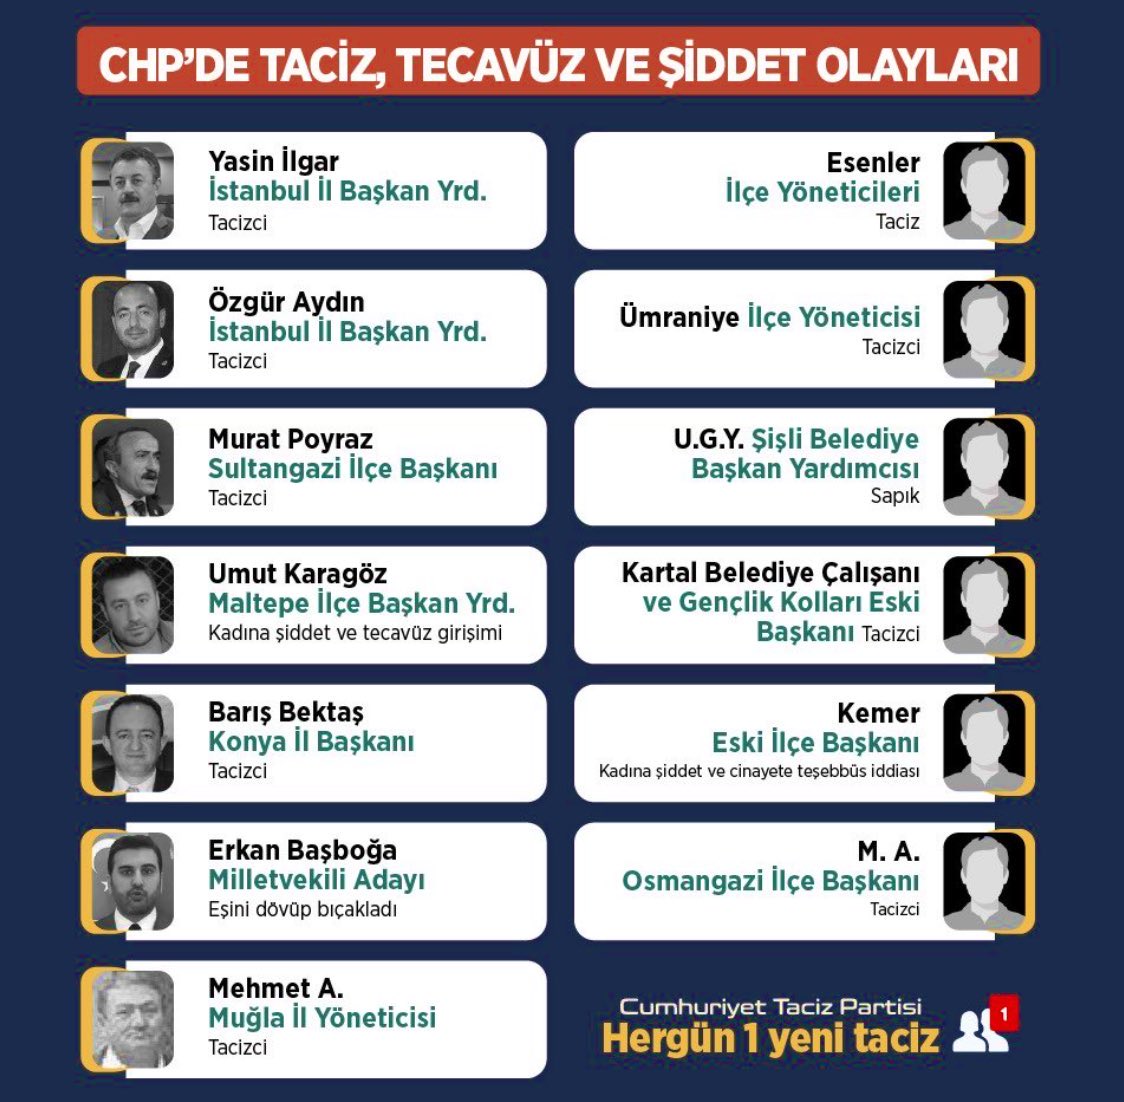 CHP'DE TACİZ, TECAVÜZ VE ŞİDDET OLAYLARI
Yasin İlgar
İstanbul İl Başkan Yrd.
Tacizci
Özgür Aydın
İstanbul İl Başkan Yrd.
Tacizci
Murat Poyraz
Sultangazi İlçe Başkanı
Tacizci
Umut Karagöz
Maltepe İlçe Başkan Yrd.
Kadına şiddet ve tecavüz girişimi
Barış Bektaş
Konya İl Başkanı
Tacizci
Erkan Başboğa
Milletvekili Adayı
Eşini dövüp bıçakladı
Mehmet A.
Muğla İl Yöneticisi
Tacizci
Esenler
İlçe Yöneticileri
Taciz
Ümraniye İlçe Yöneticisi
Tacizci
U.G.Y. Şişli Belediye
Başkan Yardımcısı
Sapık
Kartal Belediye Çalışanı
ve Gençlik Kolları Eski
Başkanı Tacizci
Kemer
Eski İlçe Başkanı
Kadına şiddet ve cinayete teşebbüs iddiası
M. A.
Osmangazi İlçe Başkanı
Tacizci
Cumhuriyet Taciz Partisi
Hergün 1 yeni taciz
1